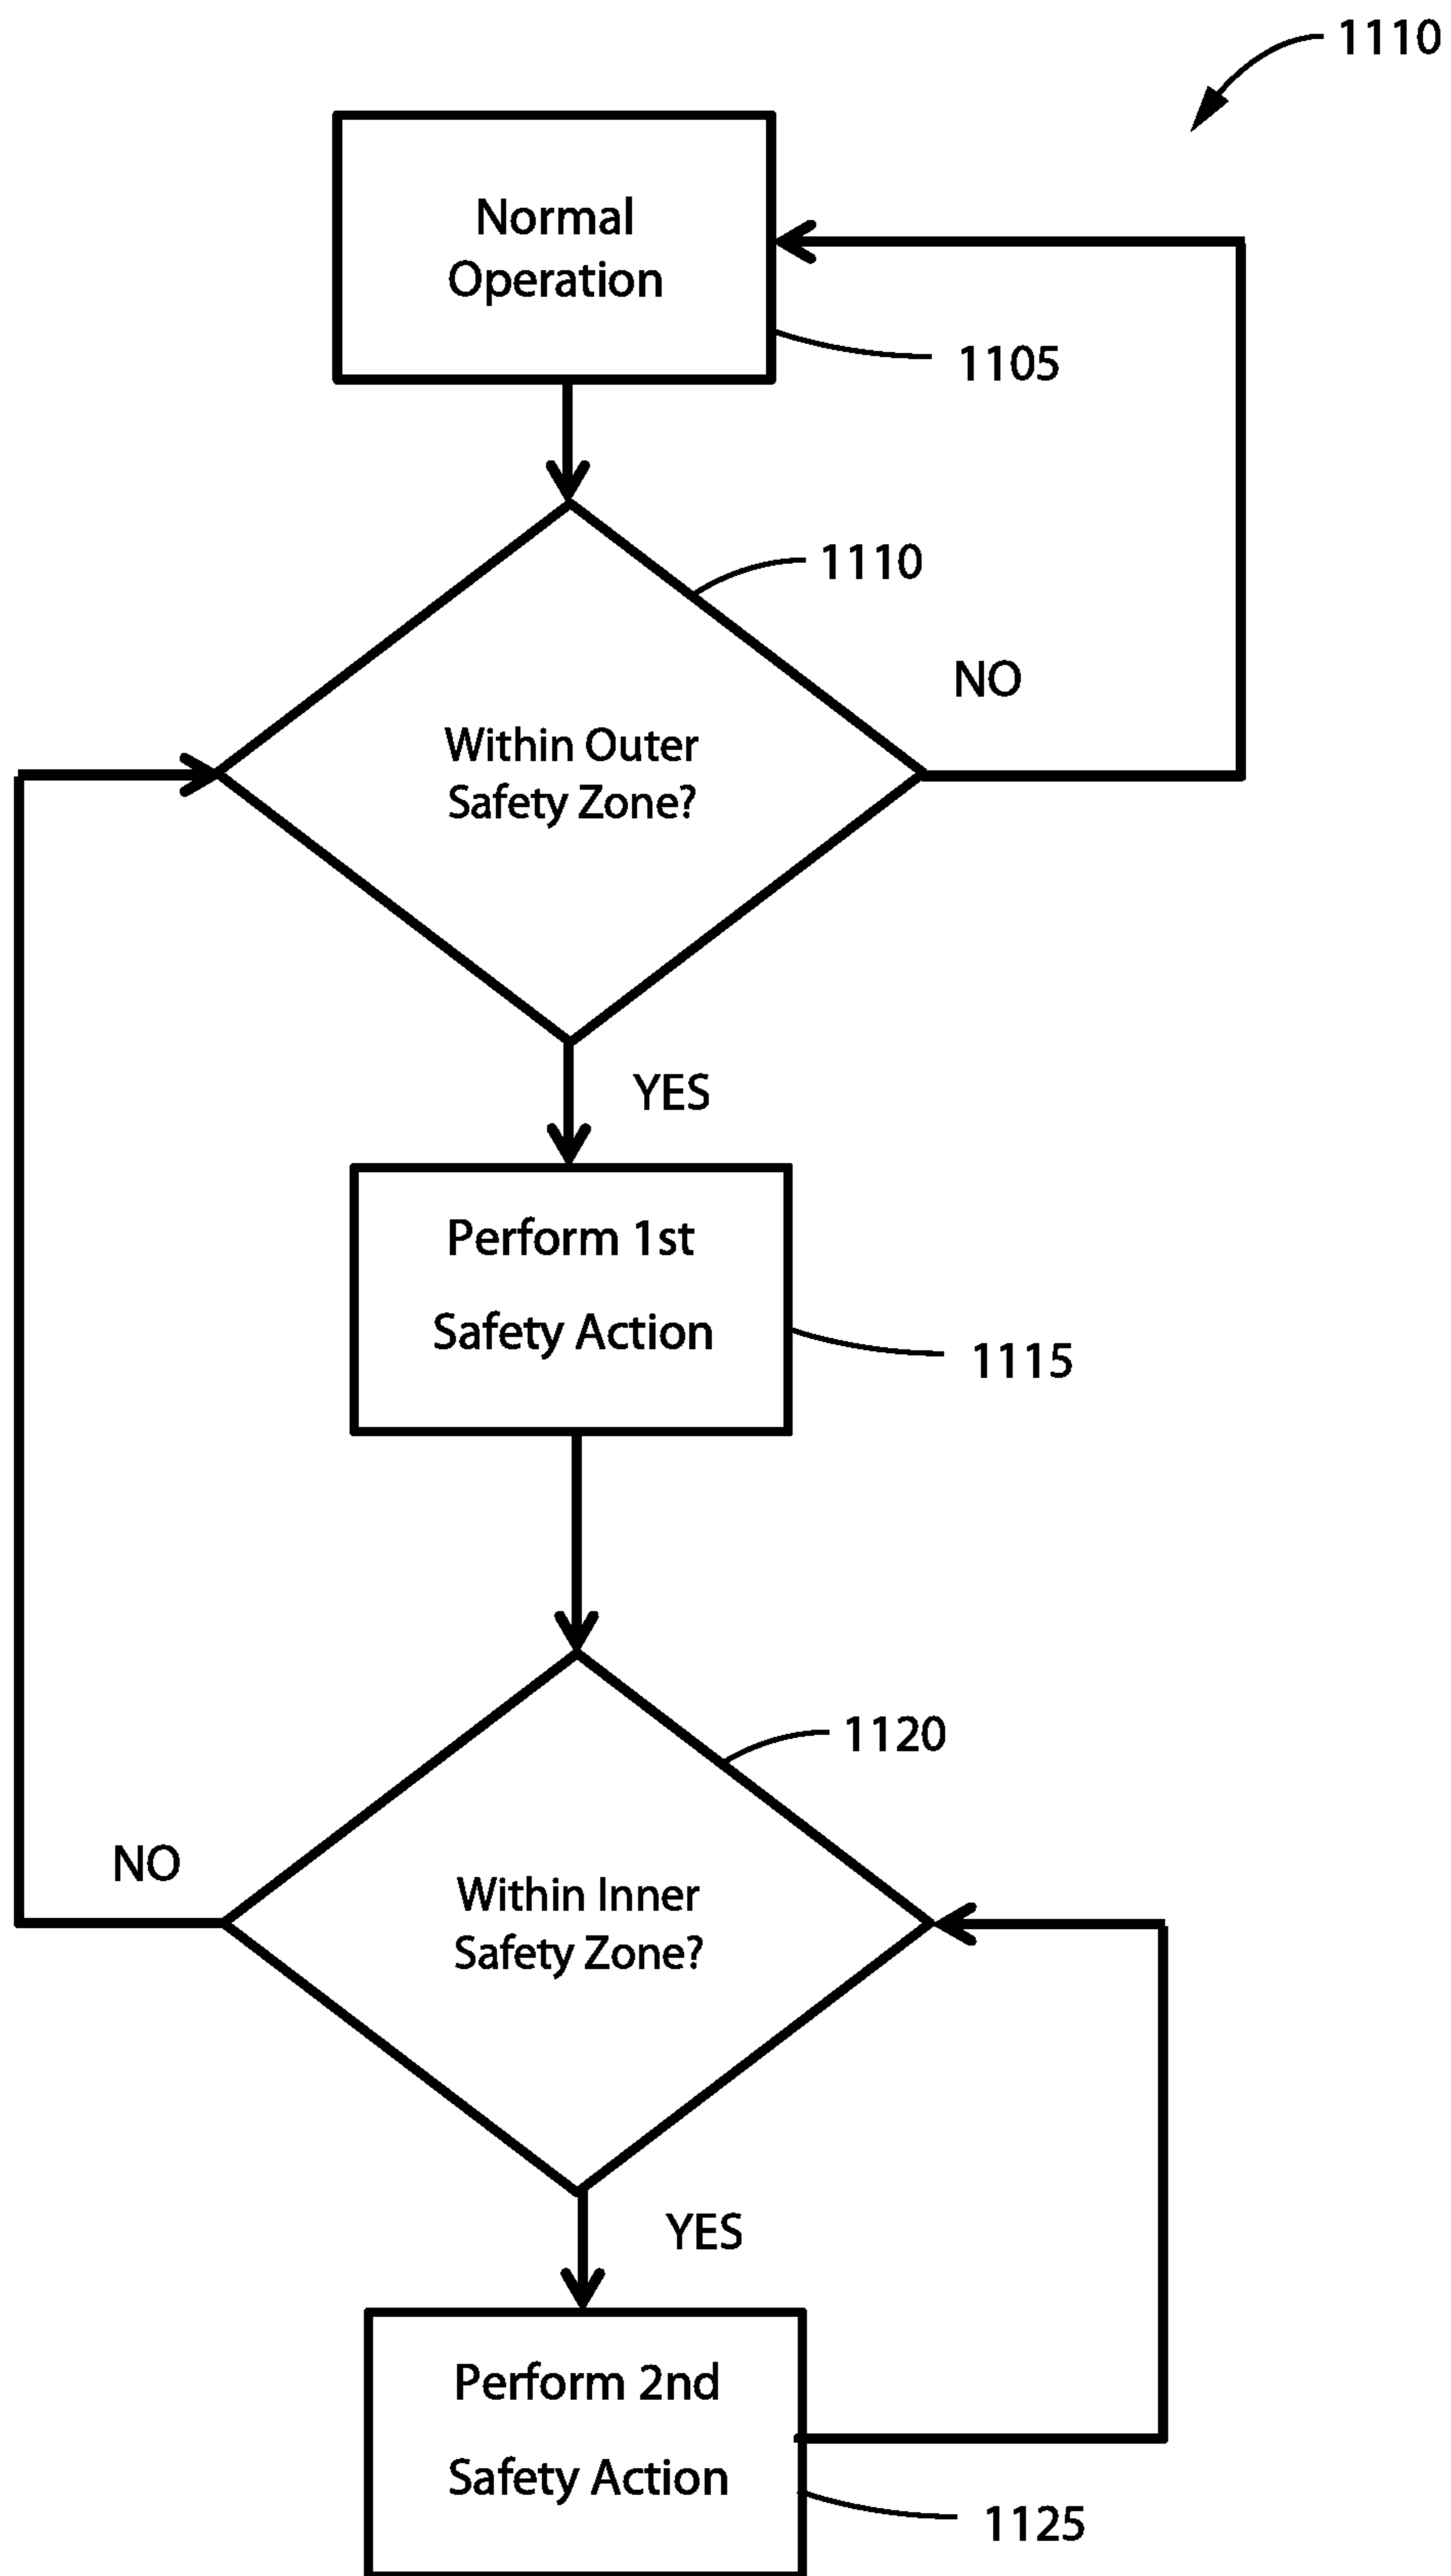 1110
Normal
Operation
1105
1110
NO
Within Outer
Safety Zone?
YES
Perform 1st
Safety Action
1115
1120
NO
Within Inner
Safety Zone?
YES
Perform 2nd
Safety Action
1125